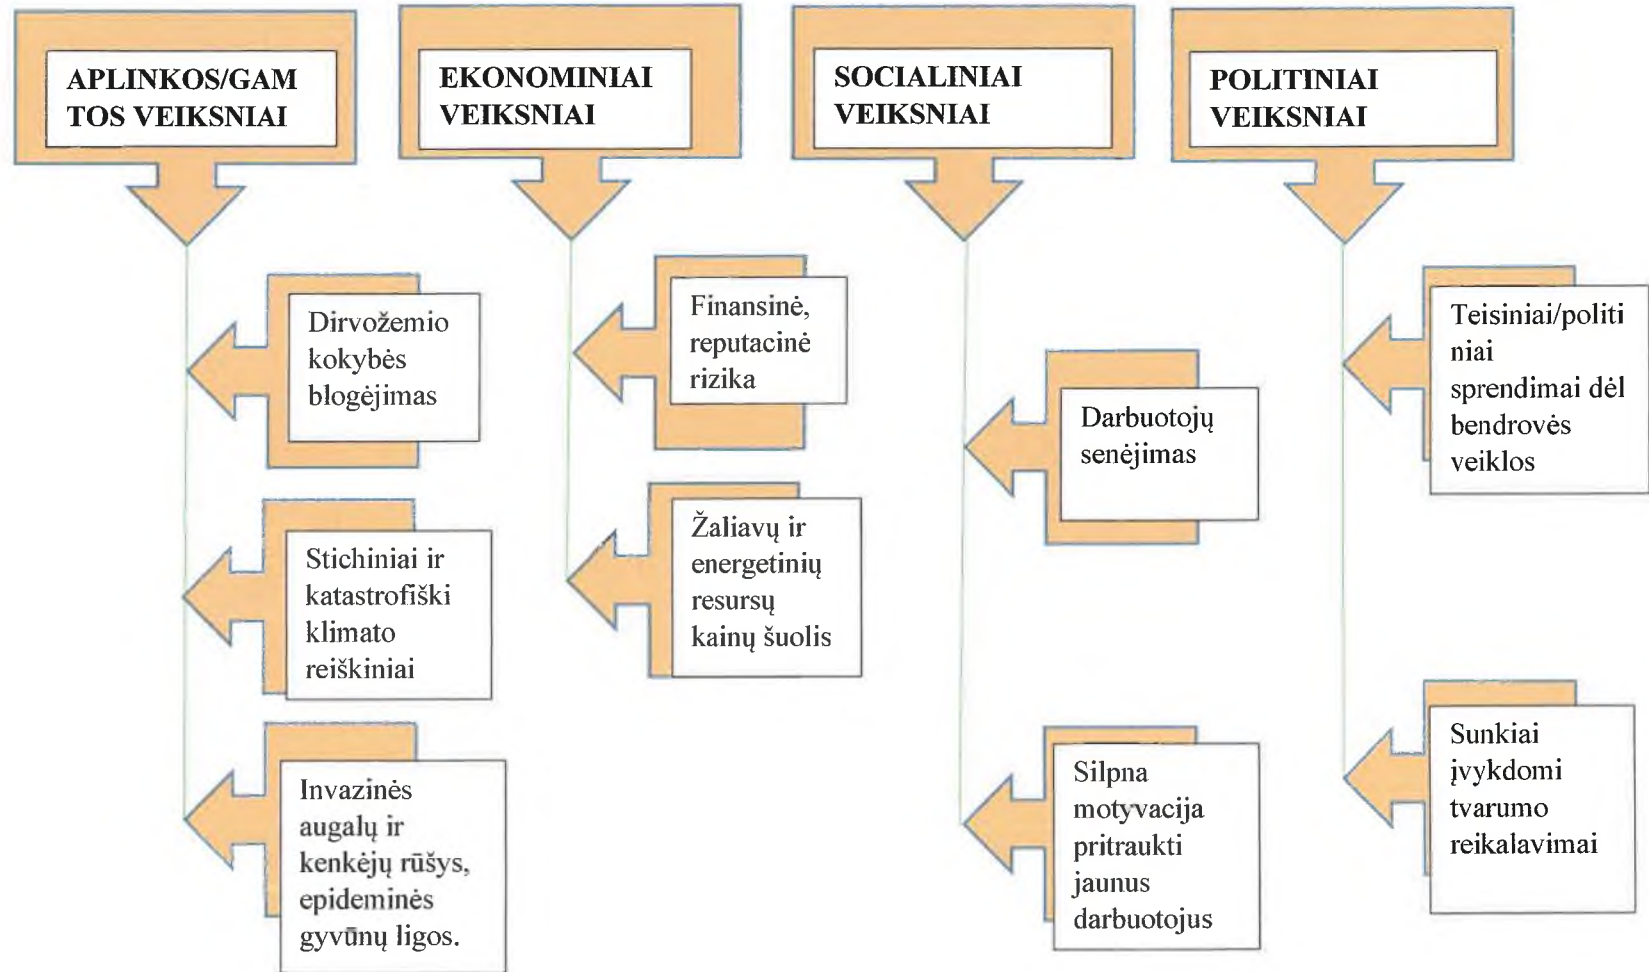 APLINKOS/GAM
TOS VEIKSNIAI
EKONOMINIAI
VEIKSNIAI
SOCIALINIAI
VEIKSNIAI
POLITINIAI
VEIKSNIAI
Dirvožemio
kokybės
blogėjimas
Stichiniai ir
katastrofiški
klimato
reiškiniai
Invazinės
augalų ir
kenkėjų rūšys,
epideminės
gyvūnų ligos.
Finansinė,
reputacinė
rizika
Žaliavų ir
energetinių
resursų
kainų šuolis
Darbuotojų
senėjimas
Silpna
motyvacija
pritraukti
jaunus
darbuotojus
Teisiniai/politi
niai
sprendimai dėl
bendrovės
veiklos
Sunkiai
įvykdomi
tvarumo
reikalavimai